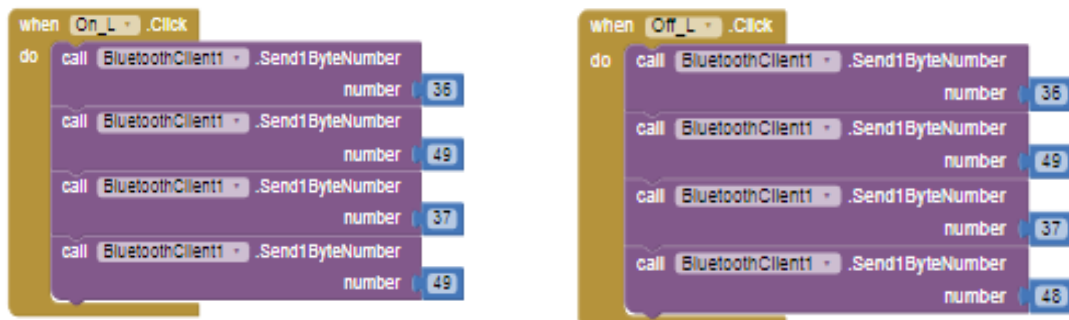 when On_L .Click
do call BluetoothClient1 .Send1ByteNumber
number 36
call BluetoothClient1 .Send1ByteNumber
number 49
call BluetoothClient1 .Send1ByteNumber
number 37
call BluetoothClient1 .Send1ByteNumber
number 49
when Off_L .Click
do call BluetoothClient1 .Send1ByteNumber
number 36
call BluetoothClient1 .Send1ByteNumber
number 49
call BluetoothClient1 .Send1ByteNumber
number 37
call BluetoothClient1 .Send1ByteNumber
number 48